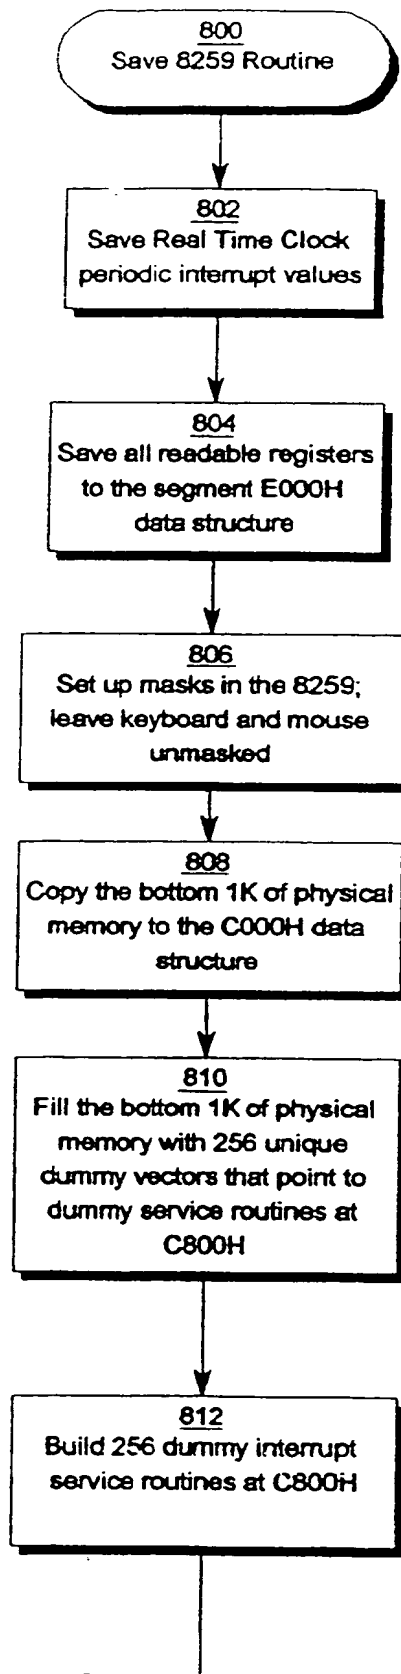 800
Save 8259 Routine
802
Save Real Time Clock
periodic interrupt values
804
Save all readable registers
to the segment E000H
data structure
806
Set up masks in the 8259;
leave keyboard and mouse
unmasked
808
Copy the bottom 1K of physical
memory to the C000H data
structure
810
Fill the bottom 1K of physical
memory with 256 unique
dummy vectors that point to
dummy service routines at
C800H
812
Build 256 dummy interrupt
service routines at C800H